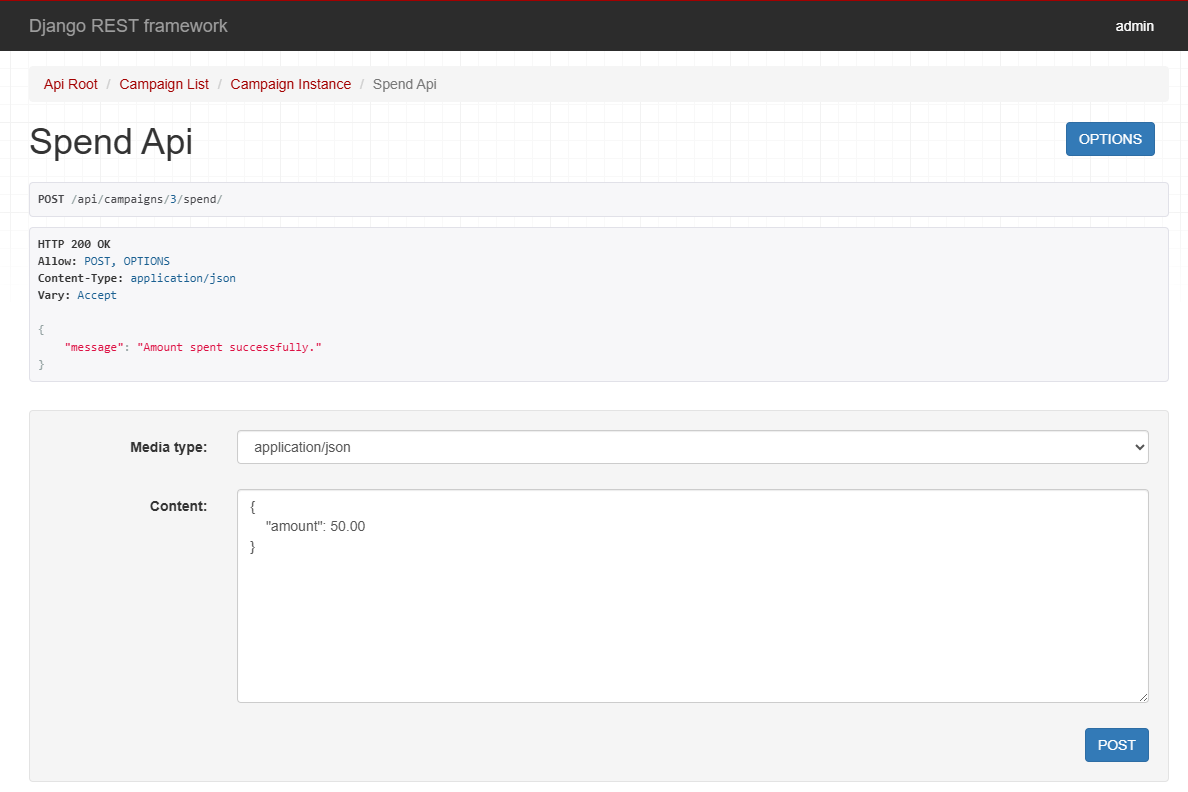 Django REST framework admin
Api Root / Campaign List / Campaign Instance / Spend Api
Spend Api OPTIONS
POST /api/campaigns/3/spend/
HTTP 200 OK
Allow: POST, OPTIONS
Content-Type: application/json
Vary: Accept
{
    "message": "Amount spent successfully."
}
Media type: application/json
Content: {
    "amount": 50.00
}
POST